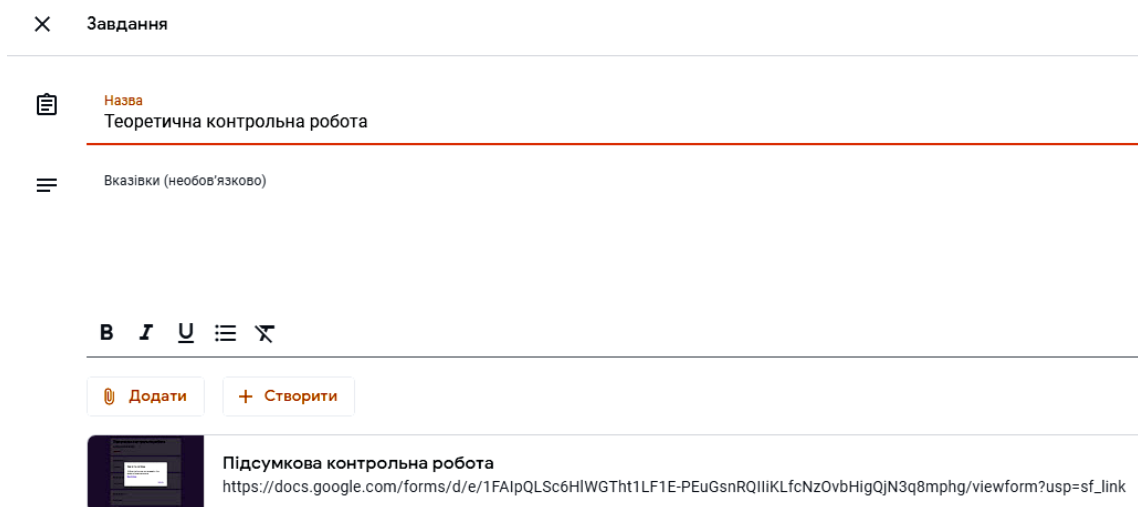 Завдання
Назва
Теоретична контрольна робота
Вказівки (необов'язково)
B I U
Додати
Створити
Підсумкова контрольна робота
https://docs.google.com/forms/d/e/1FAIpQLSc6HlWGTht1LF1E-PEuGsnRQIIiKLfcNzOvbHigQjN3q8mphg/viewform?usp=sf_link